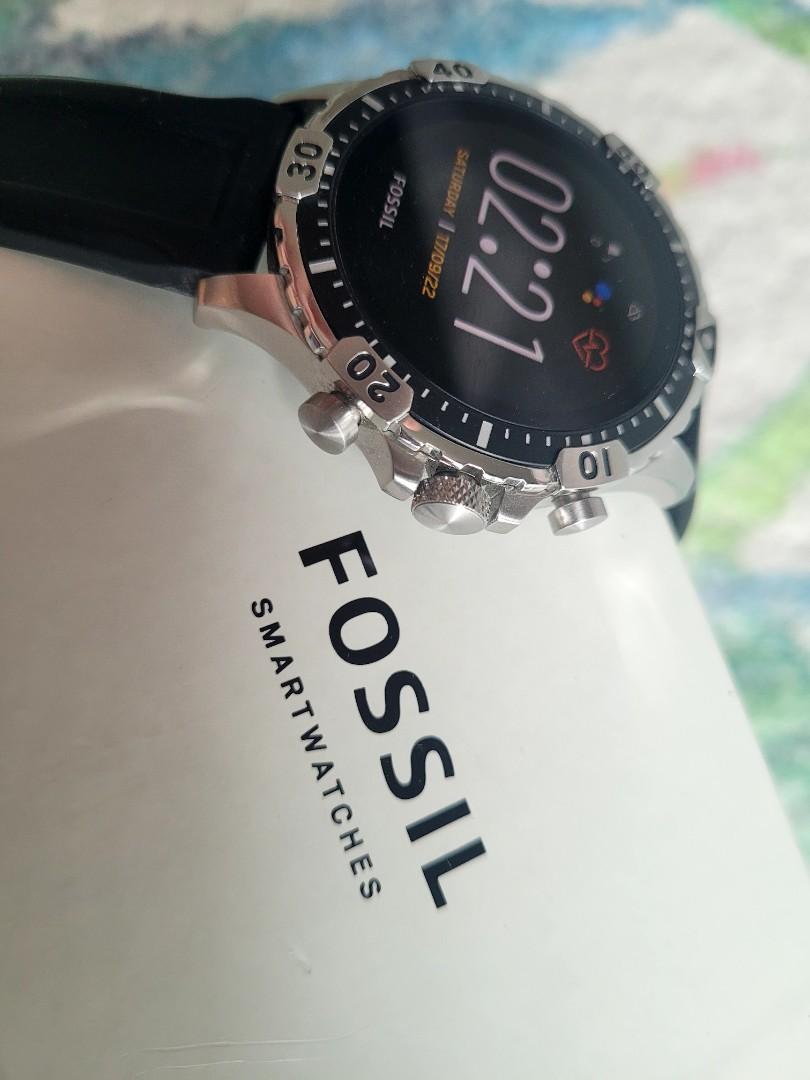 40
30
20
10
02:21
SATURDAY | 17/09/22
FOSSIL
FOSSIL
SMARTWATCHES